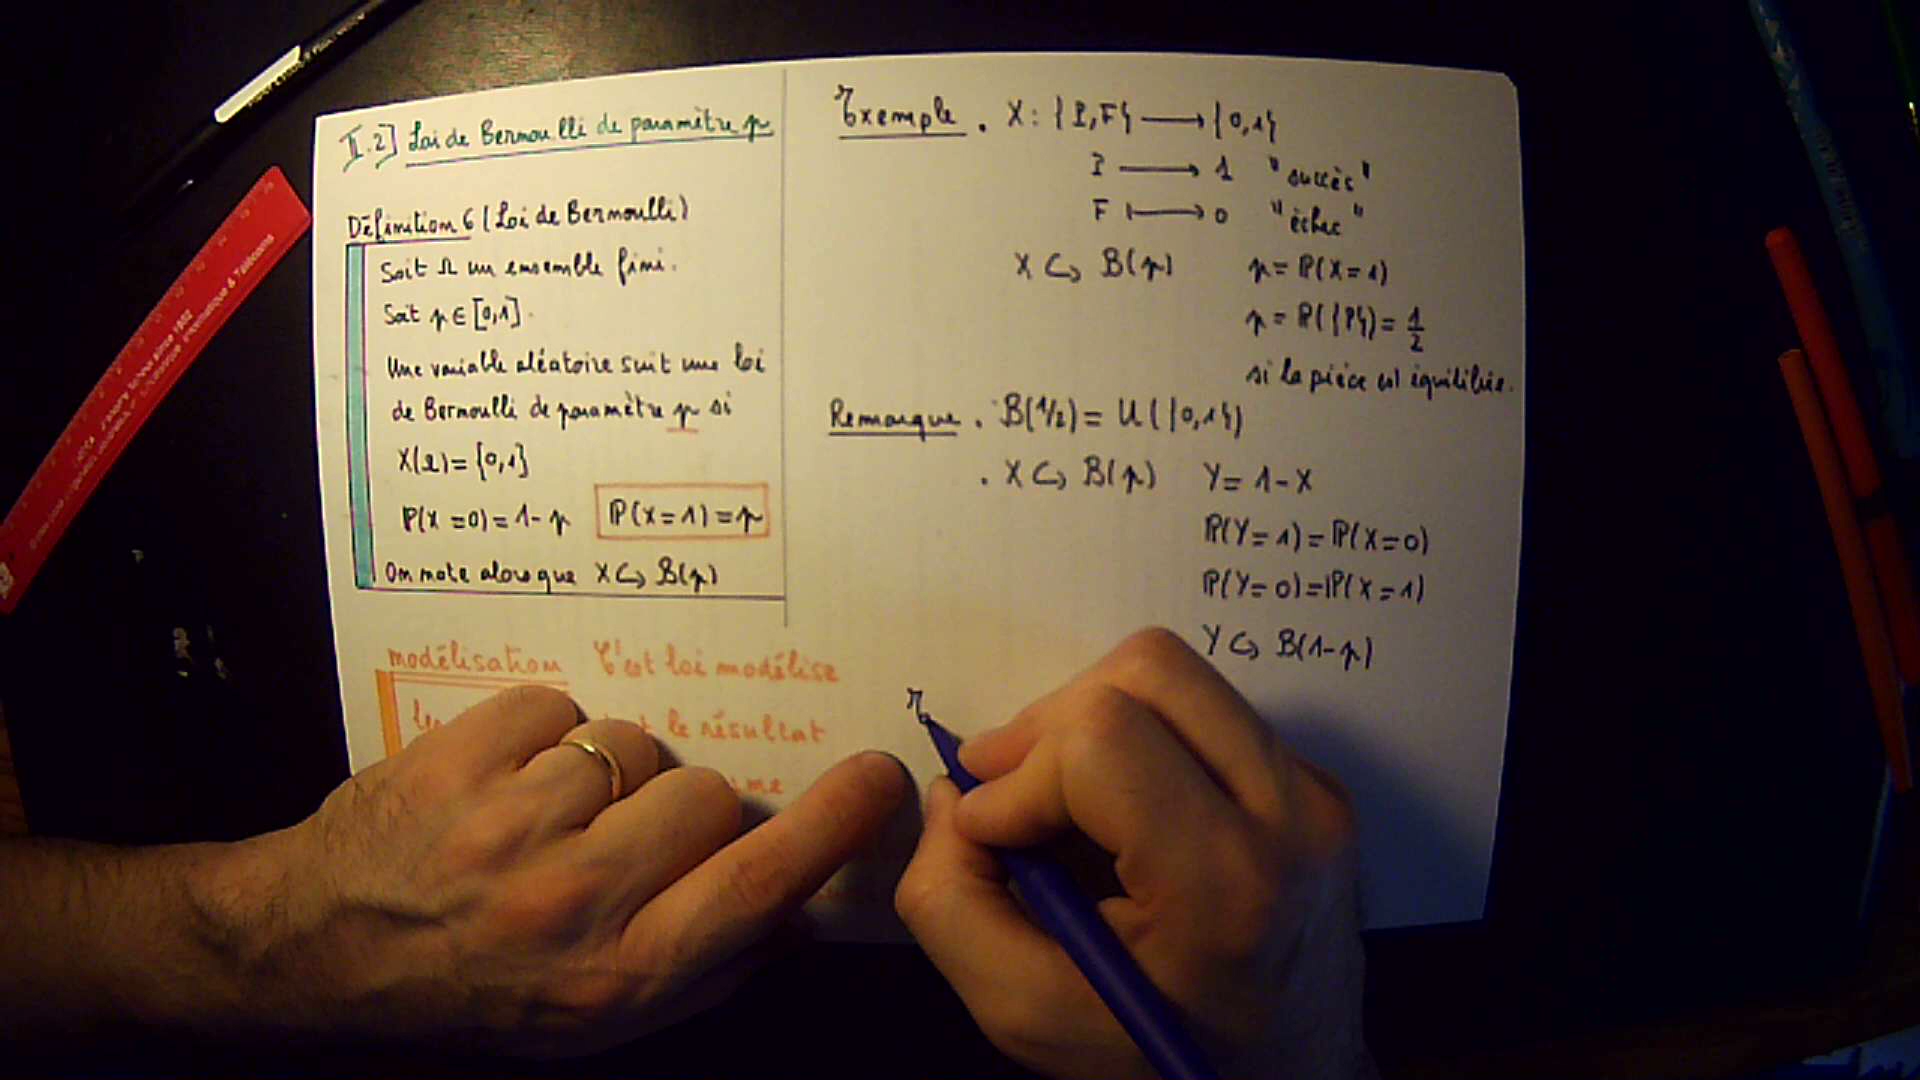 II.2] Loi de Bernoulli de paramètre p
Définition 6 (Loi de Bernoulli)
Soit Ω un ensemble fini.
Soit p ∈ [0,1].
Une variable aléatoire suit une loi
de Bernoulli de paramètre p si
X(Ω) = {0,1}
P(X=0) = 1-p P(X=1) = p
On note alors que X ↪ B(p)
modélisation C'est loi modélise
le résultat
Exemple . X : {P,F} → {0,1}
P → 1 "succès"
F ↦ 0 "échec"
X ↪ B(p) p = P(X=1)
p = P({P}) = 1/2
si la pièce est équilibrée.
Remarque . B(1/2) = U({0,1})
. X ↪ B(p) Y = 1-X
P(Y=1) = P(X=0)
P(Y=0) = P(X=1)
Y ↪ B(1-p)